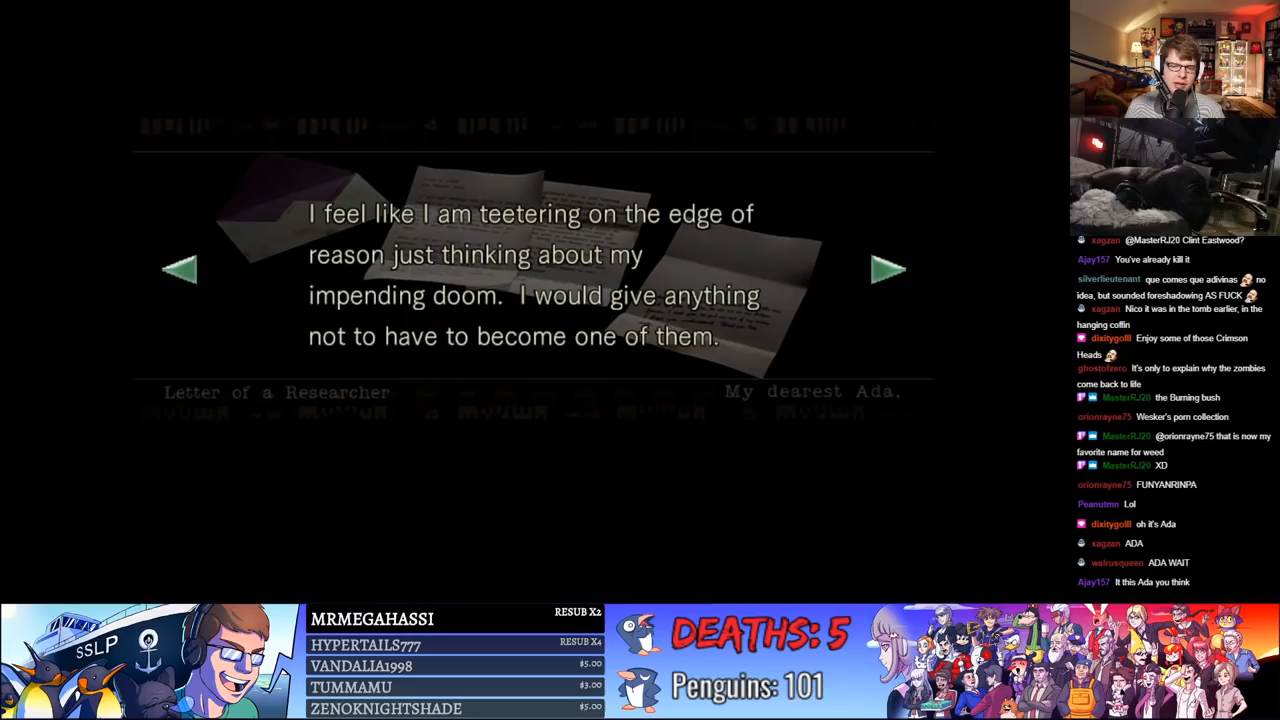 I feel like I am teetering on the edge of
reason just thinking about my
impending doom.  I would give anything
not to have to become one of them.
Letter of a Researcher
My dearest Ada,
xagzan @MasterRJ20 Clint Eastwood?
Ajay157 You've already kill it
silverlieutenant que comes que adivinas no
idea, but sounded foreshadowing AS FUCK
xagzan Nico it was in the tomb earlier, in the
hanging coffin
dixitygolll Enjoy some of those Crimson
Heads
ghostofzero It's only to explain why the zombies
come back to life
MasterRJ20 the Burning bush
orionrayne75 Wesker's porn collection
MasterRJ20 @orionrayne75 that is now my
favorite name for weed
MasterRJ20 XD
orionrayne75 FUNYANRINPA
Peanutmn Lol
dixitygolll oh it's Ada
xagzan ADA
walrusqueen ADA WAIT
Ajay157 It this Ada you think
SSLP
MRMEGAHASSI RESUB X2
HYPERTAILS777 RESUB X4
VANDALIA1998 $5.00
TUMMAMU $3.00
ZENOKNIGHTSHADE $5.00
DEATHS: 5
Penguins: 101